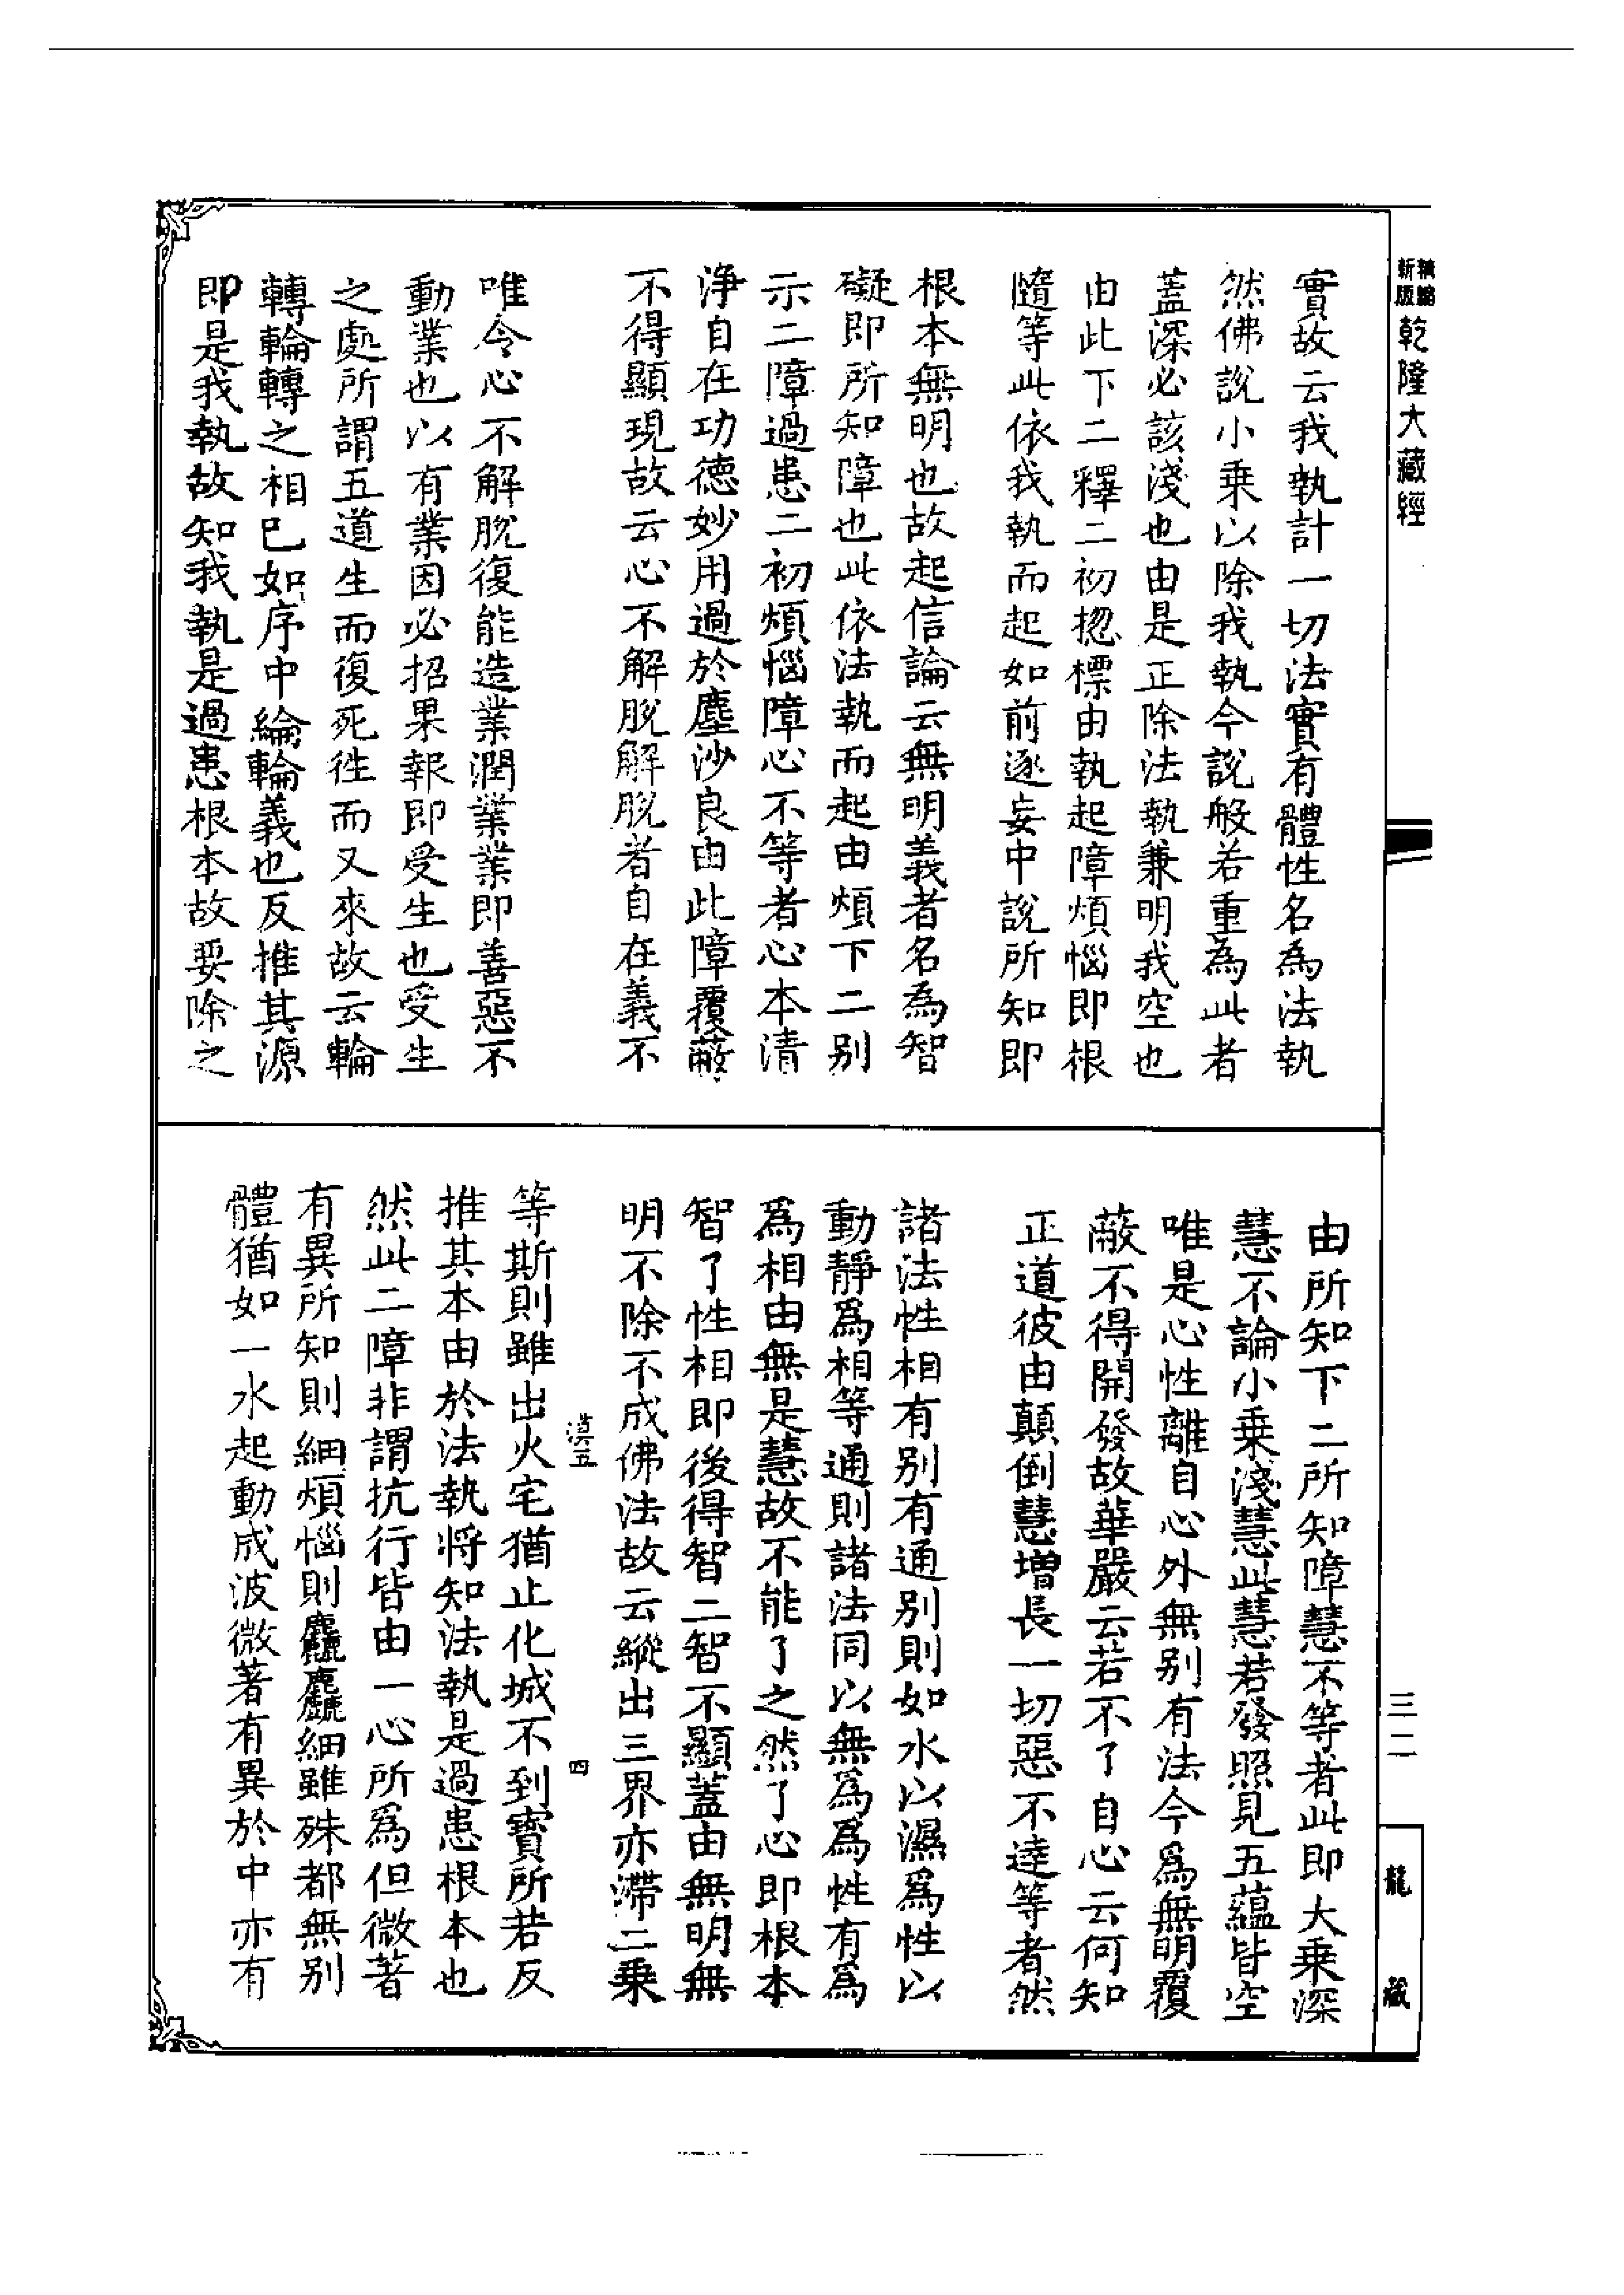 新版
精縮
乾隆大藏經
實故云我執計一切法實有體性名為法執
然佛說小乗以除我執今說般若重為此者
蓋深必該淺也由是正除法執兼明我空也
由此下二釋二初揔標由執起障煩惱即根
隨等此依我執而起如前逐妄中說所知即
根本無明也故起信論云無明義者名為智
礙即所知障也此依法執而起由煩下二别
示二障過患二初煩惱障心不等者心本清
淨自在功德妙用過於塵沙良由此障覆蔽
不得顯現故云心不解脫解脫者自在義不
唯令心不解脫復能造業潤業業即善惡不
動業也以有業因必招果報即受生也受生
之處所謂五道生而復死徃而又來故云輪
轉輪轉之相已如序中綸輪義也反推其源
即是我執故知我執是過患根本故要除之
由所知下二所知障慧不等者此即大乗深
慧不論小乗淺慧此慧若發照見五蘊皆空
唯是心性離自心外無别有法今爲無明覆
蔽不得開發故華嚴云若不了自心云何知
正道彼由顛倒慧增長一切惡不達等者然
諸法性相有别有通别則如水以濕爲性以
動靜爲相等通則諸法同以無爲爲性有爲
爲相由無是慧故不能了之然了心即根本
智了性相即後得智二智不顯蓋由無明無
明不除不成佛法故云縱出三界亦滯二乗
漠五
四
等斯則雖出火宅猶止化城不到寳所若反
推其本由於法執將知法執是過患根本也
然此二障非謂抗行皆由一心所爲但微著
有異所知則細煩惱則麤麤細雖殊都無别
體猶如一水起動成波微著有異於中亦有
三二
龍藏